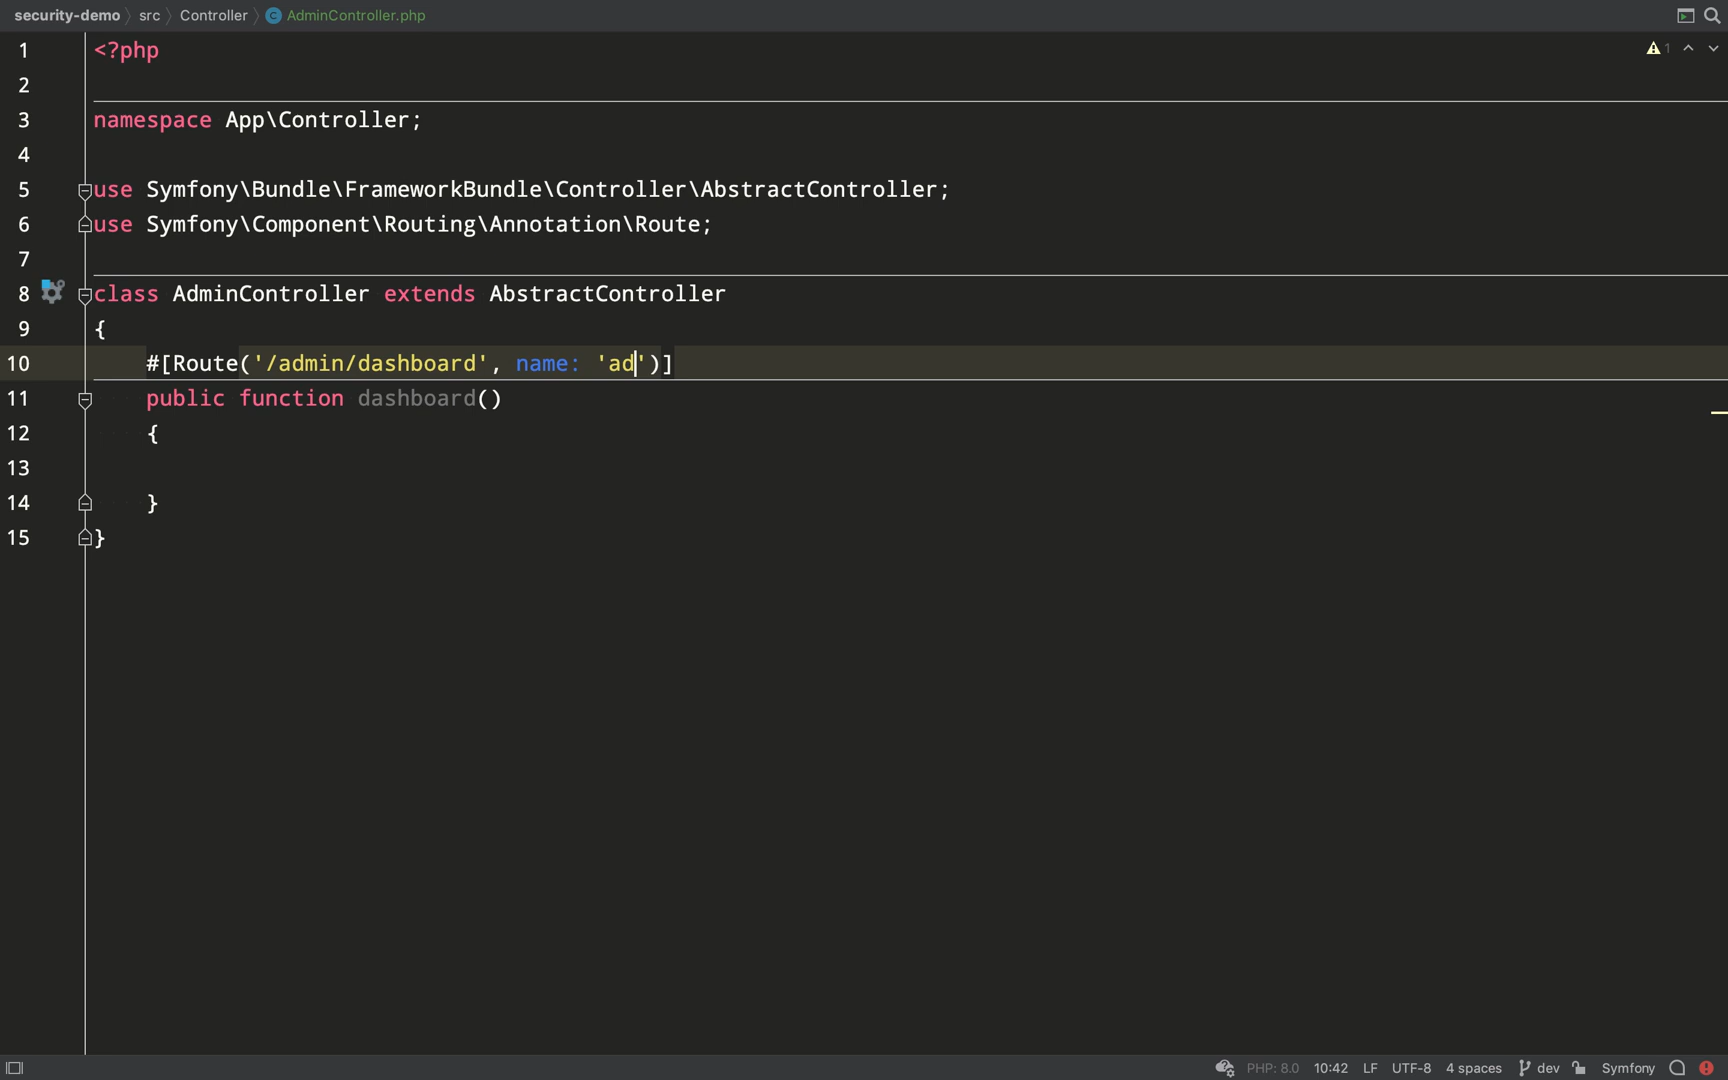 security-demo src Controller AdminController.php
1 <?php
1
2
3 namespace App\Controller;
4
5 use Symfony\Bundle\FrameworkBundle\Controller\AbstractController;
6 use Symfony\Component\Routing\Annotation\Route;
7
8 class AdminController extends AbstractController
9 {
10 #[Route('/admin/dashboard', name: 'ad')]
11 public function dashboard()
12 {
13
14 }
15 }
PHP: 8.0 10:42 LF UTF-8 4 spaces dev Symfony